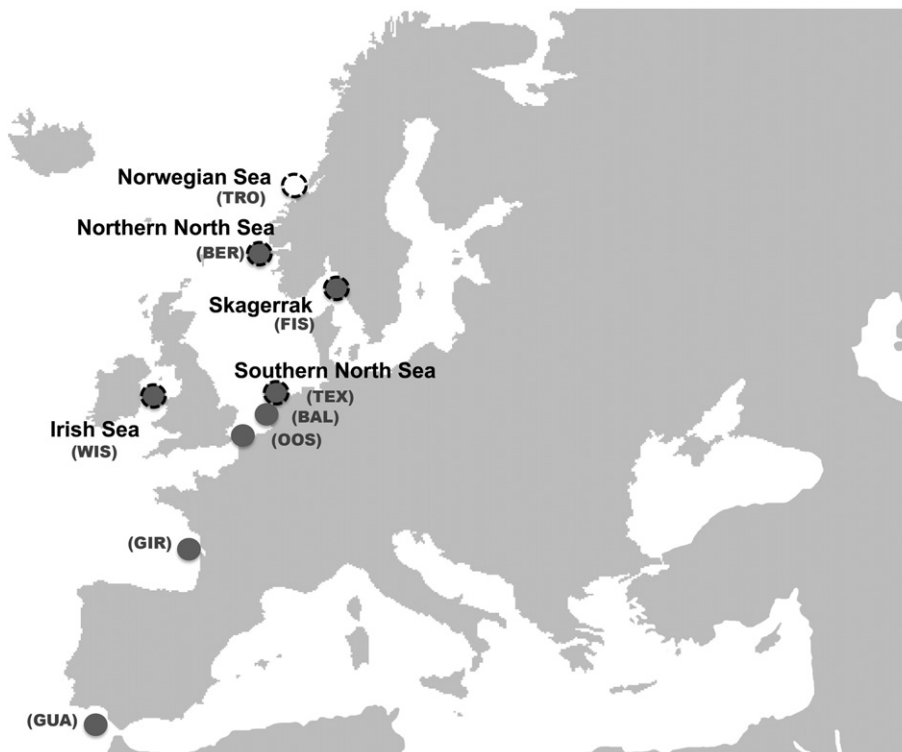 Norwegian Sea
(TRO)
Northern North Sea
(BER)
Skagerrak
(FIS)
Southern North Sea
(TEX)
(BAL)
(OOS)
Irish Sea
(WIS)
(GIR)
(GUA)